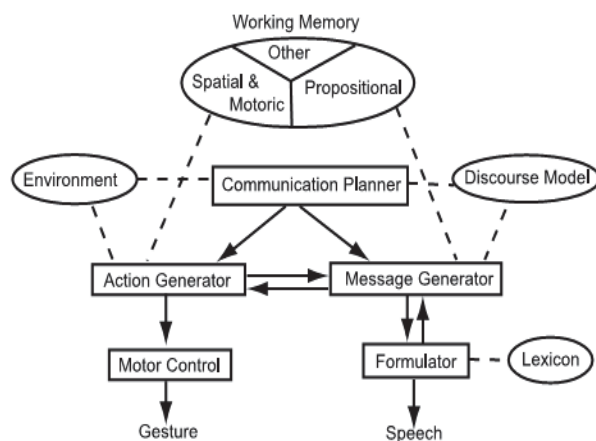 Working Memory
Other
Spatial &
Motoric
Propositional
Environment
Communication Planner
Discourse Model
Action Generator
Message Generator
Motor Control
Formulator
Lexicon
Gesture
Speech